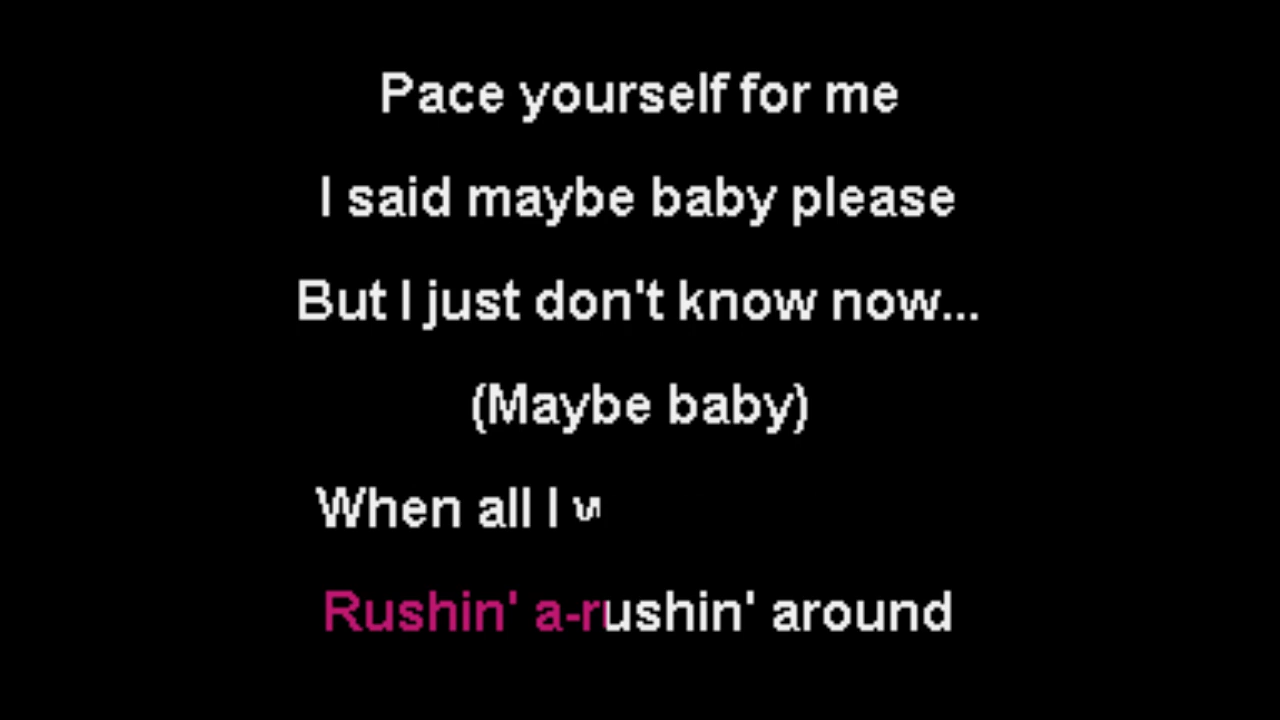 Pace yourself for me
I said maybe baby please
But I just don't know now...
(Maybe baby)
When all I
Rushin' a-rushin' around